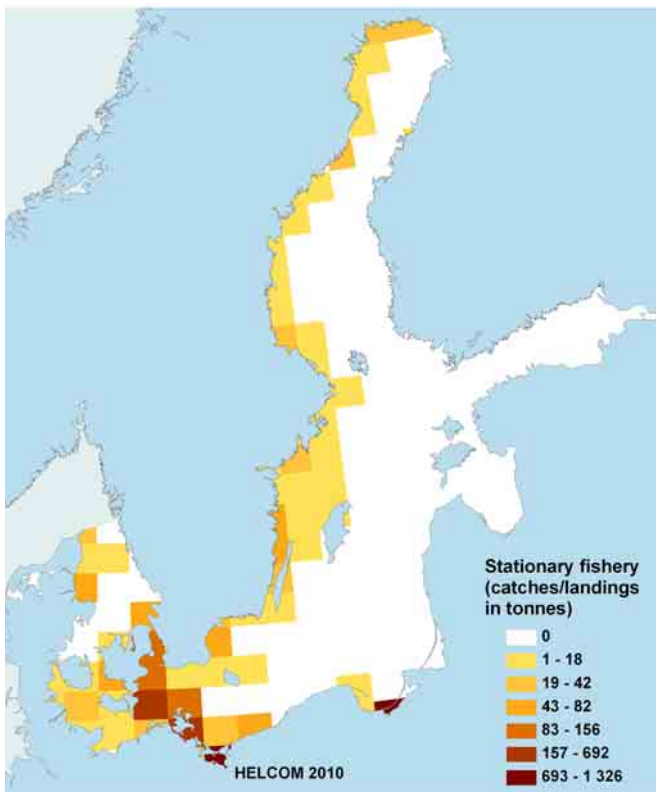 Stationary fishery
(catches/landings
in tonnes)
0
1 - 18
19 - 42
43 - 82
83 - 156
157 - 692
693 - 1 326
HELCOM 2010